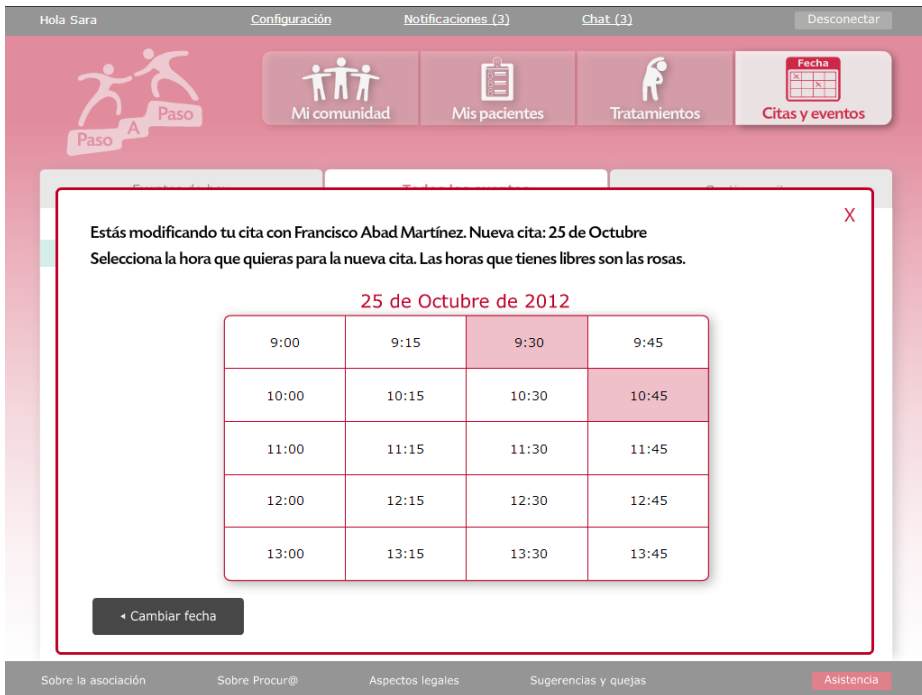 Hola Sara
Configuración
Notificaciones (3)
Chat (3)
Desconectar
Paso
A
Paso
Mi comunidad
Mis pacientes
Tratamientos
Fecha
Citas y eventos
X
Estás modificando tu cita con Francisco Abad Martínez. Nueva cita: 25 de Octubre
Selecciona la hora que quieras para la nueva cita. Las horas que tienes libres son las rosas.
25 de Octubre de 2012
9:00 9:15 9:30 9:45
10:00 10:15 10:30 10:45
11:00 11:15 11:30 11:45
12:00 12:15 12:30 12:45
13:00 13:15 13:30 13:45
Cambiar fecha
Sobre la asociación
Sobre Procur@
Aspectos legales
Sugerencias y quejas
Asistencia